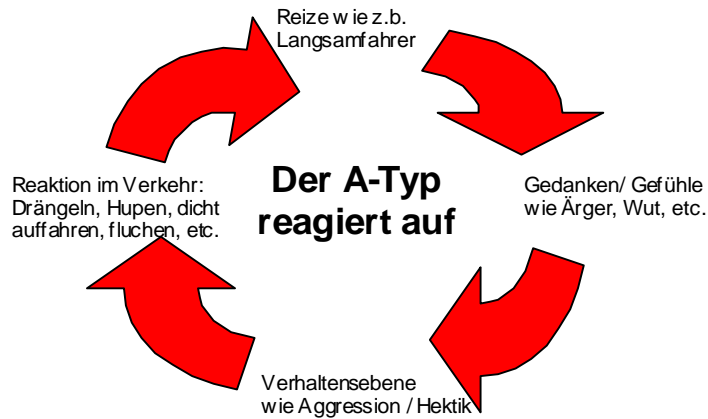 Reize wie z.b.
Langsamfahrer
Der A-Typ
reagiert auf
Gedanken/ Gefühle
wie Ärger, Wut, etc.
Verhaltensebene
wie Aggression / Hektik
Reaktion im Verkehr:
Drängeln, Hupen, dicht
auffahren, fluchen, etc.